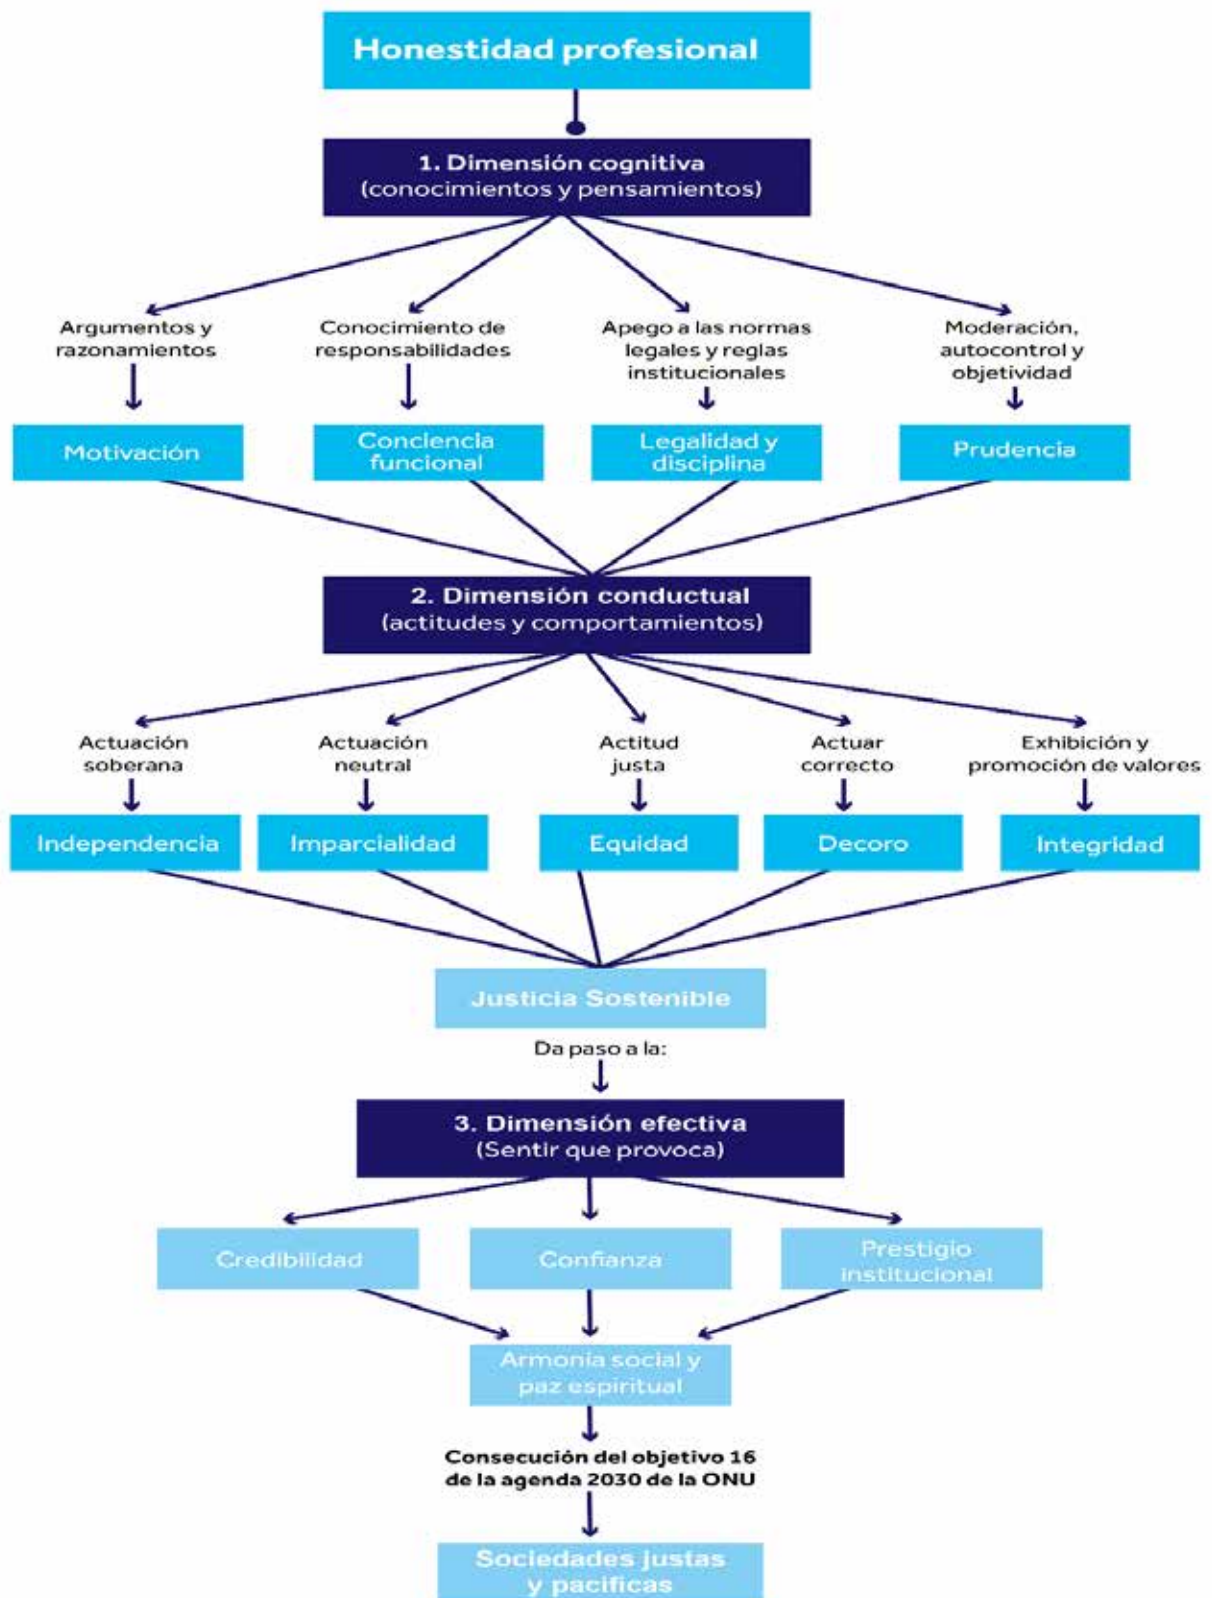 Honestidad profesional
1. Dimensión cognitiva
(conocimientos y pensamientos)
Argumentos y
razonamientos
Conocimiento de
responsabilidades
Apego a las normas
legales y reglas
institucionales
Moderación,
autocontrol y
objetividad
Motivación
Conciencia
funcional
Legalidad y
disciplina
Prudencia
2. Dimensión conductual
(actitudes y comportamientos)
Actuación
soberana
Actuación
neutral
Actitud
justa
Actuar
correcto
Exhibición y
promoción de valores
Independencia
Imparcialidad
Equidad
Decoro
Integridad
Justicia Sostenible
Da paso a la:
3. Dimensión efectiva
(Sentir que provoca)
Credibilidad
Confianza
Prestigio
institucional
Armonía social y
paz espiritual
Consecución del objetivo 16
de la agenda 2030 de la ONU
Sociedades justas
y pacificas